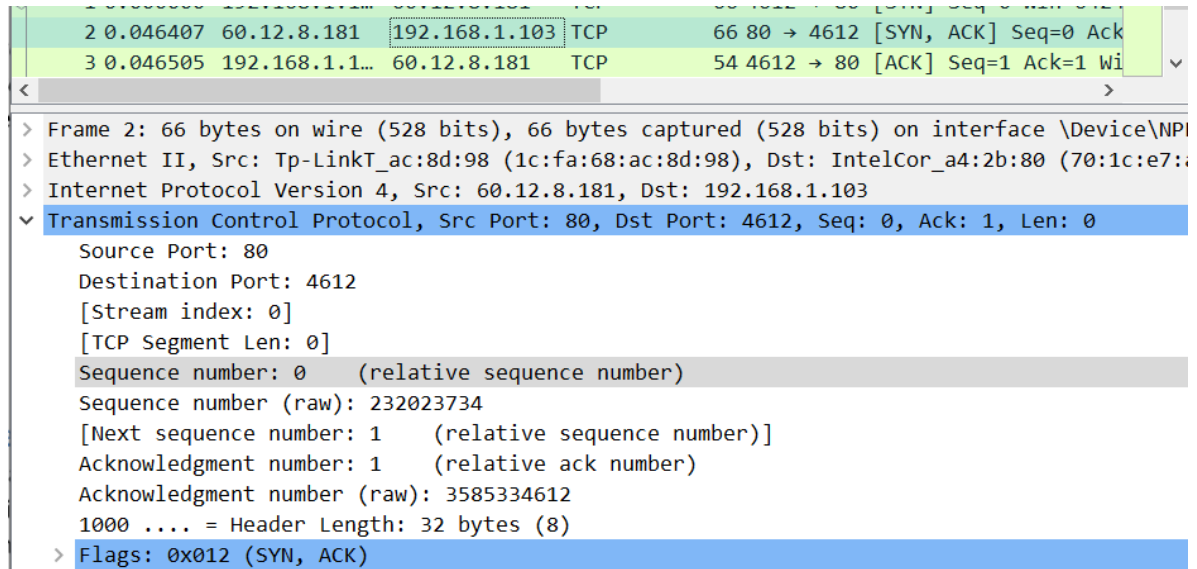 2 0.046407 60.12.8.181 192.168.1.103 TCP 66 80 → 4612 [SYN, ACK] Seq=0 Ack
3 0.046505 192.168.1.1… 60.12.8.181 TCP 54 4612 → 80 [ACK] Seq=1 Ack=1 Wi
> Frame 2: 66 bytes on wire (528 bits), 66 bytes captured (528 bits) on interface \Device\NPF
> Ethernet II, Src: Tp-LinkT_ac:8d:98 (1c:fa:68:ac:8d:98), Dst: IntelCor_a4:2b:80 (70:1c:e7:a
> Internet Protocol Version 4, Src: 60.12.8.181, Dst: 192.168.1.103
Transmission Control Protocol, Src Port: 80, Dst Port: 4612, Seq: 0, Ack: 1, Len: 0
Source Port: 80
Destination Port: 4612
[Stream index: 0]
[TCP Segment Len: 0]
Sequence number: 0 (relative sequence number)
Sequence number (raw): 232023734
[Next sequence number: 1 (relative sequence number)]
Acknowledgment number: 1 (relative ack number)
Acknowledgment number (raw): 3585334612
1000 .... = Header Length: 32 bytes (8)
> Flags: 0x012 (SYN, ACK)